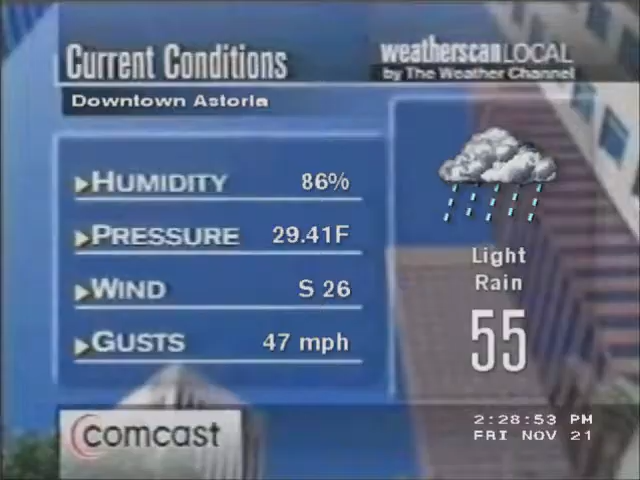 Current Conditions
weatherscanLOCAL
by The Weather Channel
Downtown Astoria
HUMIDITY 86%
PRESSURE 29.41F
WIND S 26
GUSTS 47 mph
Light
Rain
55
comcast
2:28:53 PM
FRI NOV 21